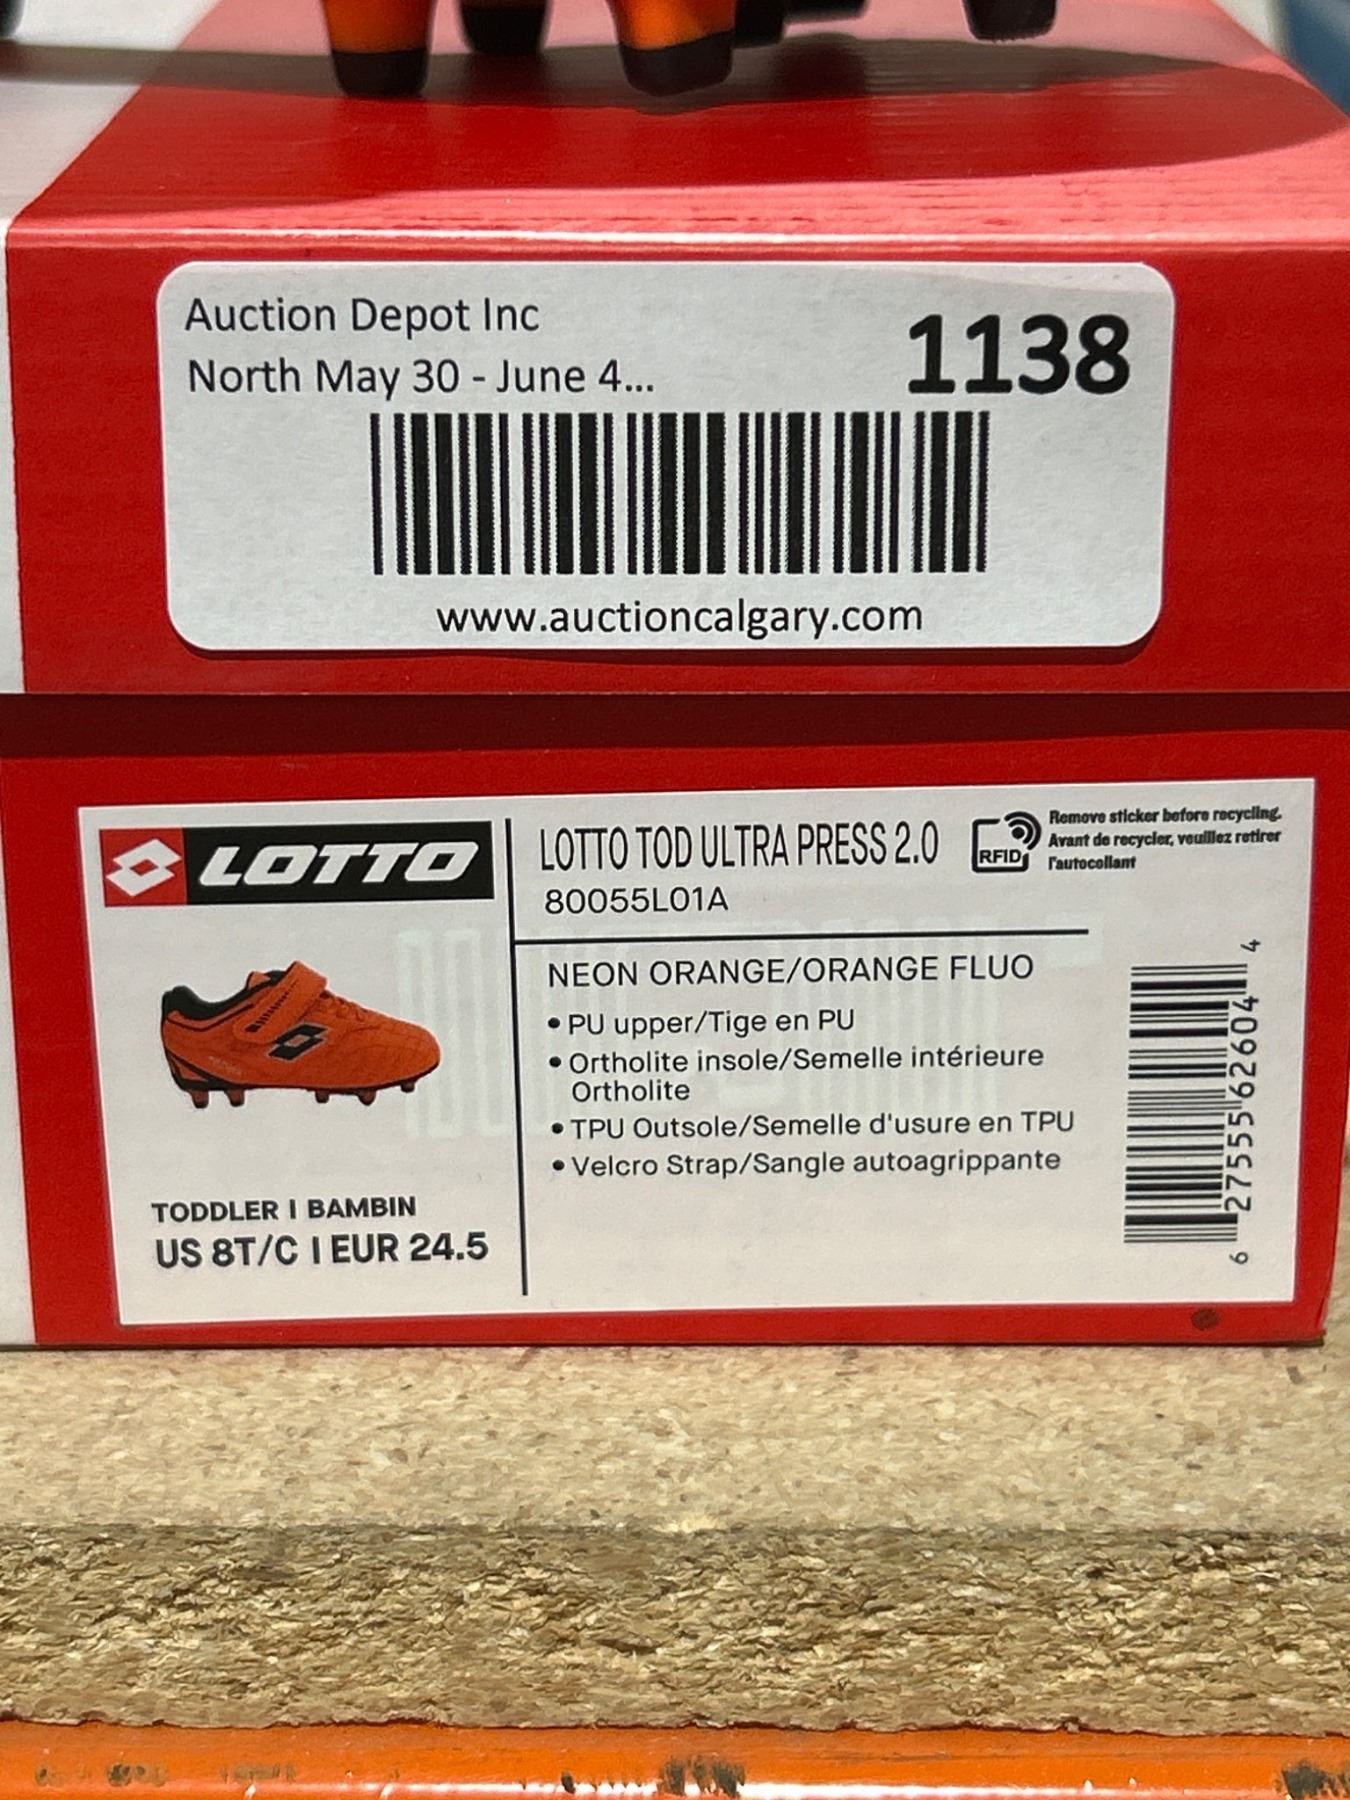 Auction Depot Inc
North May 30 - June 4...
1138
www.auctioncalgary.com
LOTTO
LOTTO TOD ULTRA PRESS 2.0
80055L01A
RFID
Remove sticker before recycling.
Avant de recycler, veuillez retirer
l'autocollant
NEON ORANGE/ORANGE FLUO
• PU upper/Tige en PU
• Ortholite insole/Semelle intérieure
Ortholite
• TPU Outsole/Semelle d'usure en TPU
• Velcro Strap/Sangle autoagrippante
TODDLER | BAMBIN
US 8T/C | EUR 24.5
6 27555 62604 4